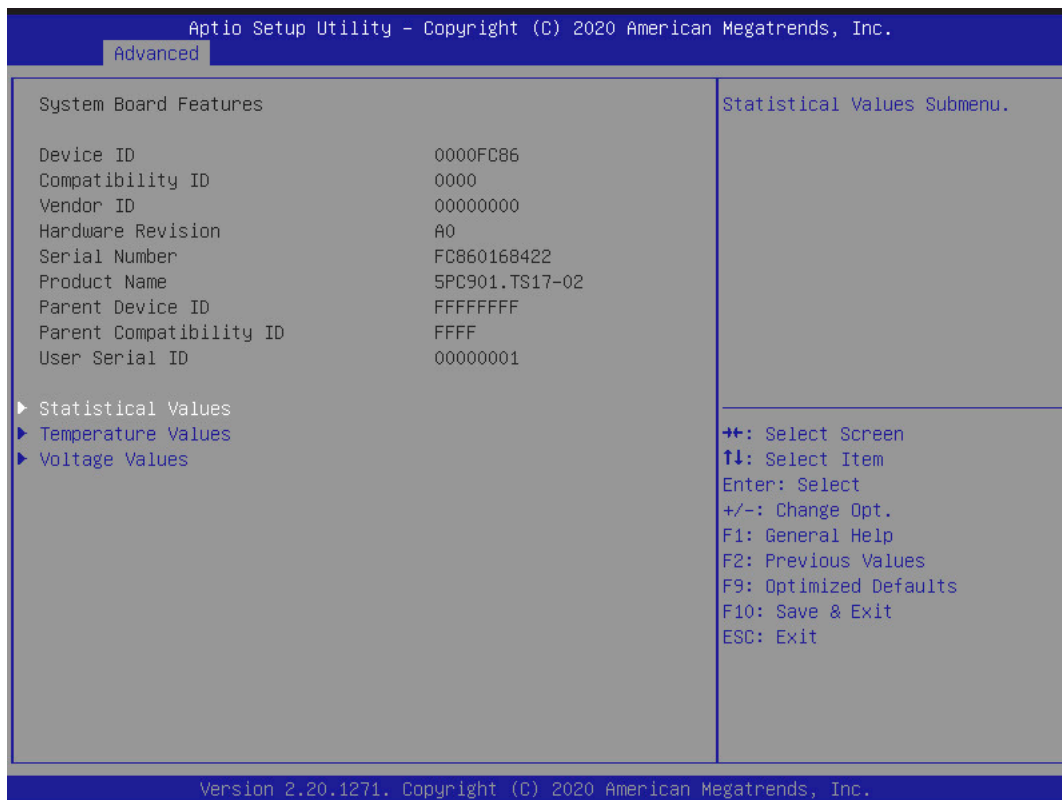 Aptio Setup Utility – Copyright (C) 2020 American Megatrends, Inc.
Advanced
System Board Features
Device ID 0000FC86
Compatibility ID 0000
Vendor ID 00000000
Hardware Revision A0
Serial Number FC860168422
Product Name 5PC901.TS17-02
Parent Device ID FFFFFFFF
Parent Compatibility ID FFFF
User Serial ID 00000001
▶ Statistical Values
▶ Temperature Values
▶ Voltage Values
Statistical Values Submenu.
→←: Select Screen
↑↓: Select Item
Enter: Select
+/-: Change Opt.
F1: General Help
F2: Previous Values
F9: Optimized Defaults
F10: Save & Exit
ESC: Exit
Version 2.20.1271. Copyright (C) 2020 American Megatrends, Inc.